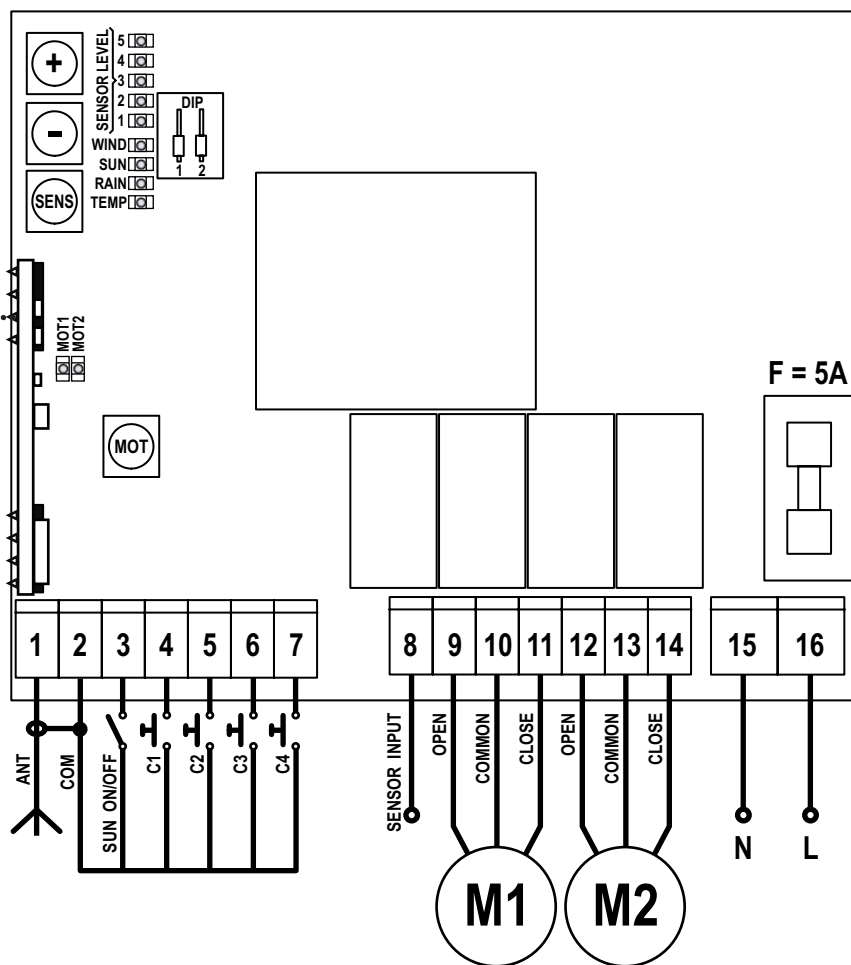 +
-
SENS
SENSOR LEVEL
5
4
3
2
1
WIND
SUN
RAIN
TEMP
DIP
1 2
MOT1
MOT2
MOT
F = 5A
1 2 3 4 5 6 7
8 9 10 11 12 13 14
15 16
ANT
COM
SUN ON/OFF
C1
C2
C3
C4
SENSOR INPUT
OPEN
COMMON
CLOSE
OPEN
COMMON
CLOSE
N L
M1 M2